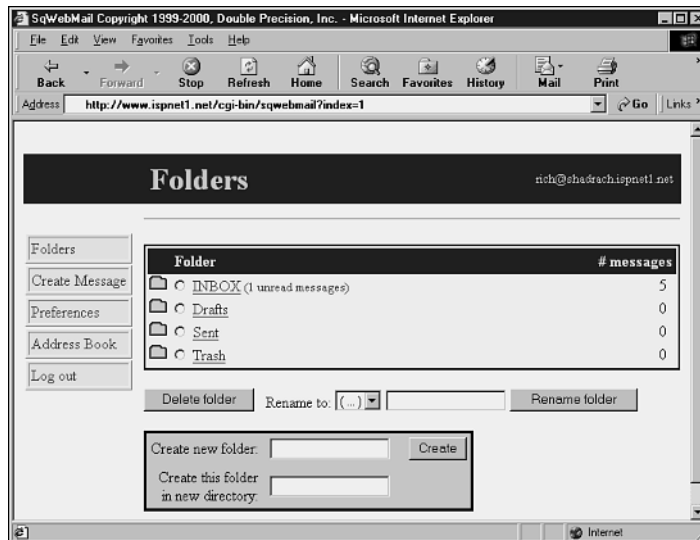 SqWebMail Copyright 1999-2000, Double Precision, Inc. - Microsoft Internet Explorer
File Edit View Favorites Tools Help
Back Forward Stop Refresh Home Search Favorites History Mail Print
Address http://www.ispnet1.net/cgi-bin/sqwebmail?index=1 Go Links
Folders rich@shadrach.ispnet1.net
Folders
Create Message
Preferences
Address Book
Log out
Folder # messages
INBOX (1 unread messages) 5
Drafts 0
Sent 0
Trash 0
Delete folder Rename to: (...) Rename folder
Create new folder: Create
Create this folder
in new directory:
Internet